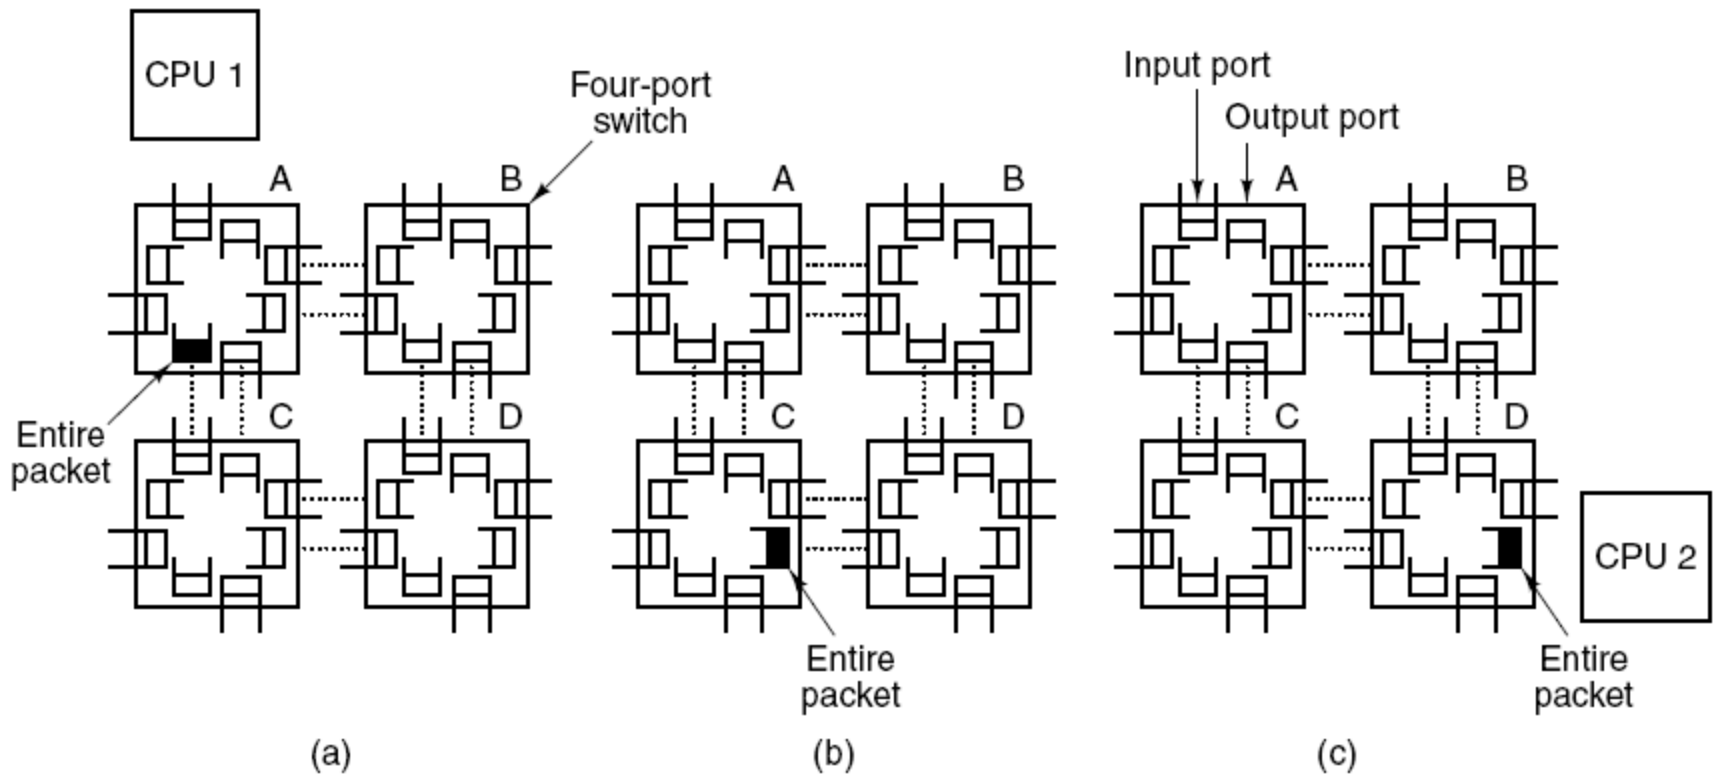 CPU 1
Four-port
switch
Input port
Output port
A
B
A
B
A
B
Entire
packet
C
D
C
D
C
D
CPU 2
Entire
packet
Entire
packet
(a)
(b)
(c)